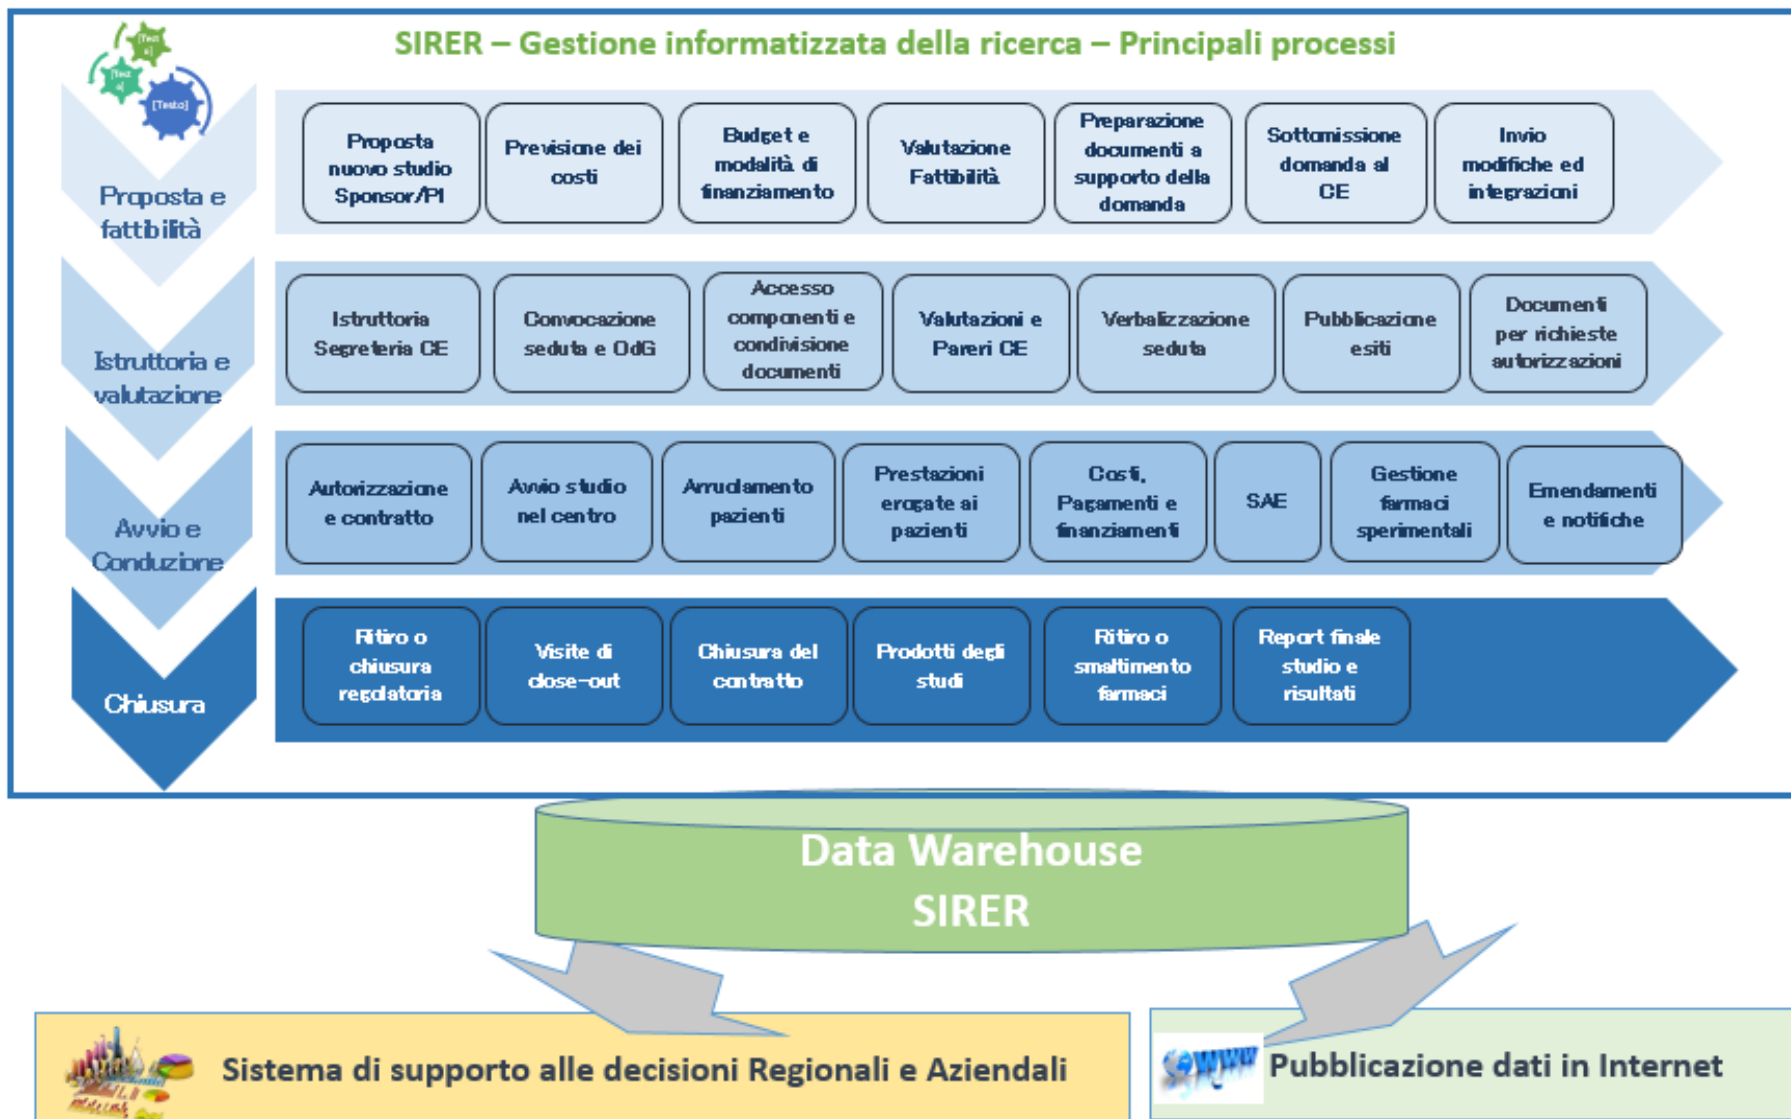 SIRER – Gestione informatizzata della ricerca – Principali processi
[Test
o]
[Test
o]
[Testo]
Proposta e
fattibilità
Proposta
nuovo studio
Sponsor/PI
Previsione dei
costi
Budget e
modalità di
finanziamento
Valutazione
Fattibilità
Preparazione
documenti a
supporto della
domanda
Sottomissione
domanda al
CE
Invio
modifiche ed
integrazioni
Istruttoria e
valutazione
Istruttoria
Segreteria CE
Convocazione
seduta e OdG
Accesso
componenti e
condivisione
documenti
Valutazioni e
Pareri CE
Verbalizzazione
seduta
Pubblicazione
esiti
Documenti
per richieste
autorizzazioni
Avvio e
Conduzione
Autorizzazione
e contratto
Avvio studio
nel centro
Arruolamento
pazienti
Prestazioni
erogate ai
pazienti
Costi,
Pagamenti e
finanziamenti
SAE
Gestione
farmaci
sperimentali
Emendamenti
e notifiche
Chiusura
Ritiro o
chiusura
regolatoria
Visite di
close-out
Chiusura del
contratto
Prodotti degli
studi
Ritiro o
smaltimento
farmaci
Report finale
studio e
risultati
Data Warehouse
SIRER
Sistema di supporto alle decisioni Regionali e Aziendali
www
Pubblicazione dati in Internet